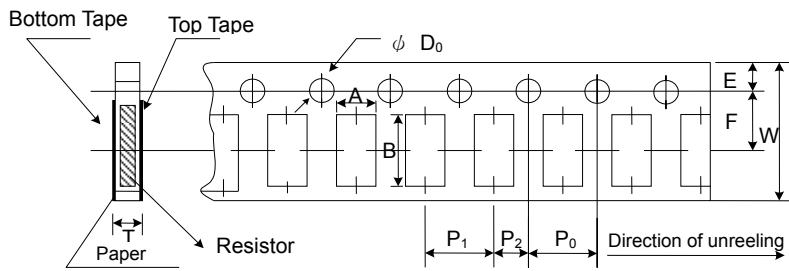 Bottom Tape
Top Tape
ϕ D0
A
B
E
F
W
T
Paper
Resistor
P1
P2
P0
Direction of unreeling